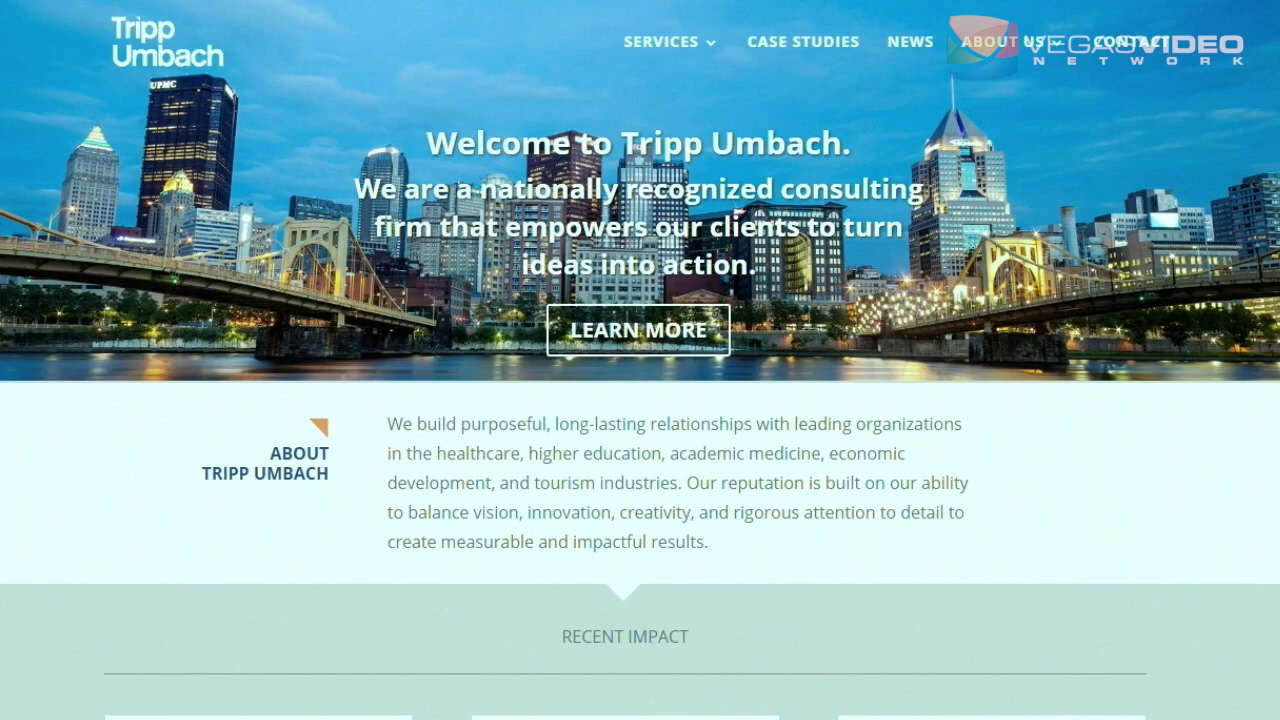 Tripp
Umbach
SERVICES
CASE STUDIES
NEWS
ABOUT US
CONTACT
VEGASVIDEO
NETWORK
UPMC
Welcome to Tripp Umbach.
We are a nationally recognized consulting
firm that empowers our clients to turn
ideas into action.
LEARN MORE
ABOUT
TRIPP UMBACH
We build purposeful, long-lasting relationships with leading organizations
in the healthcare, higher education, academic medicine, economic
development, and tourism industries. Our reputation is built on our ability
to balance vision, innovation, creativity, and rigorous attention to detail to
create measurable and impactful results.
RECENT IMPACT